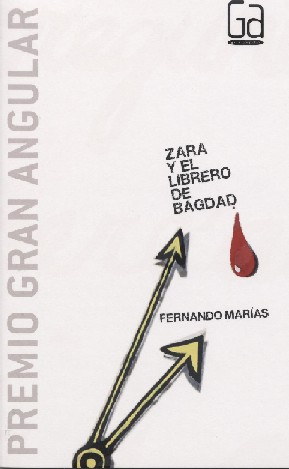 Ga
PREMIO GRAN ANGULAR
ZARA
Y EL
LIBRERO
DE
BAGDAD
FERNANDO MARÍAS